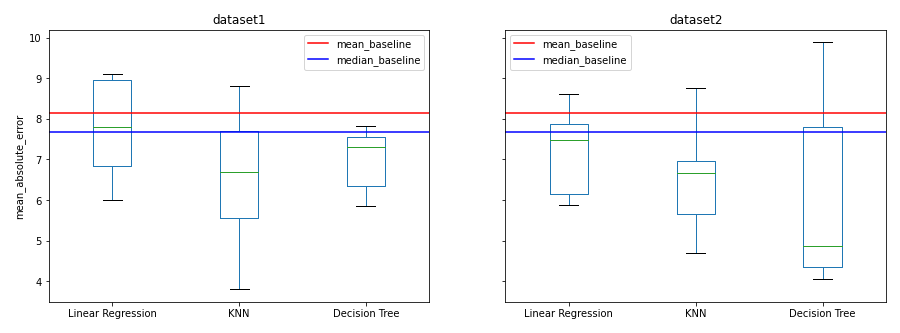 dataset1
mean_absolute_error
10
9
8
7
6
5
4
mean_baseline
median_baseline
Linear Regression KNN Decision Tree
dataset2
mean_baseline
median_baseline
Linear Regression KNN Decision Tree